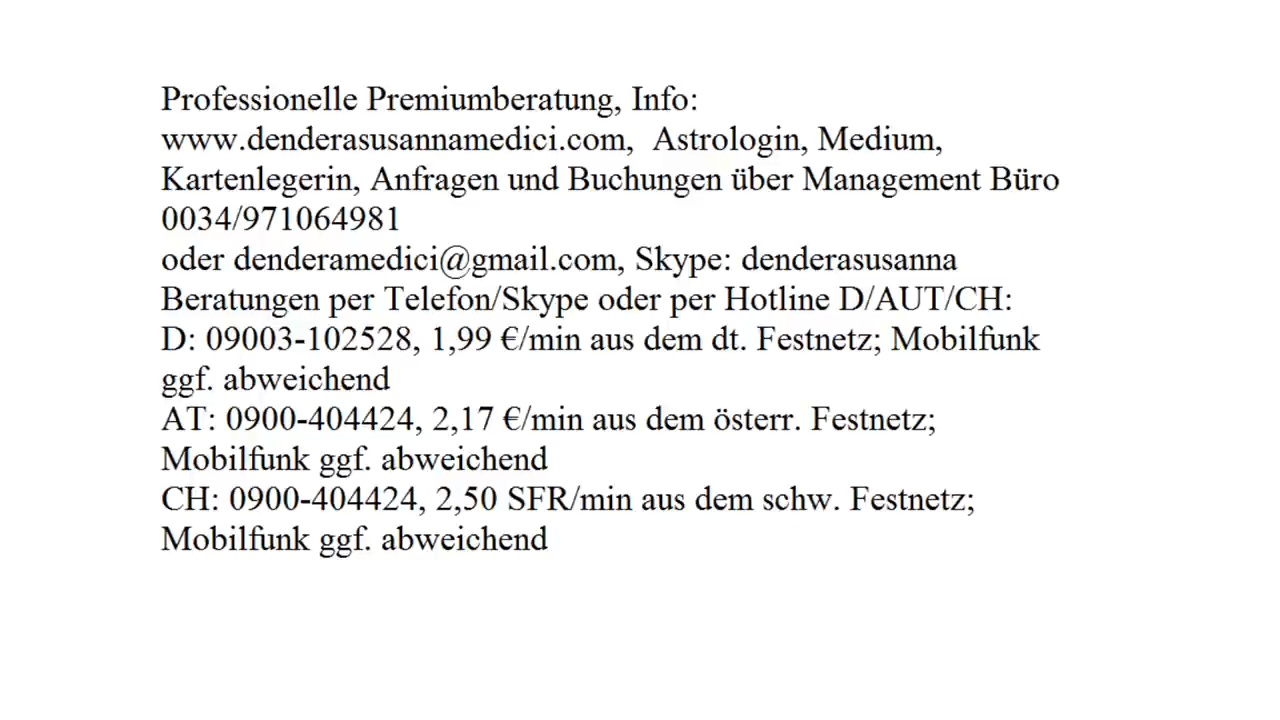 Professionelle Premiumberatung, Info:
www.denderasusannamedici.com,  Astrologin, Medium,
Kartenlegerin, Anfragen und Buchungen über Management Büro
0034/971064981
oder denderamedici@gmail.com, Skype: denderasusanna
Beratungen per Telefon/Skype oder per Hotline D/AUT/CH:
D: 09003-102528, 1,99 €/min aus dem dt. Festnetz; Mobilfunk
ggf. abweichend
AT: 0900-404424, 2,17 €/min aus dem österr. Festnetz;
Mobilfunk ggf. abweichend
CH: 0900-404424, 2,50 SFR/min aus dem schw. Festnetz;
Mobilfunk ggf. abweichend